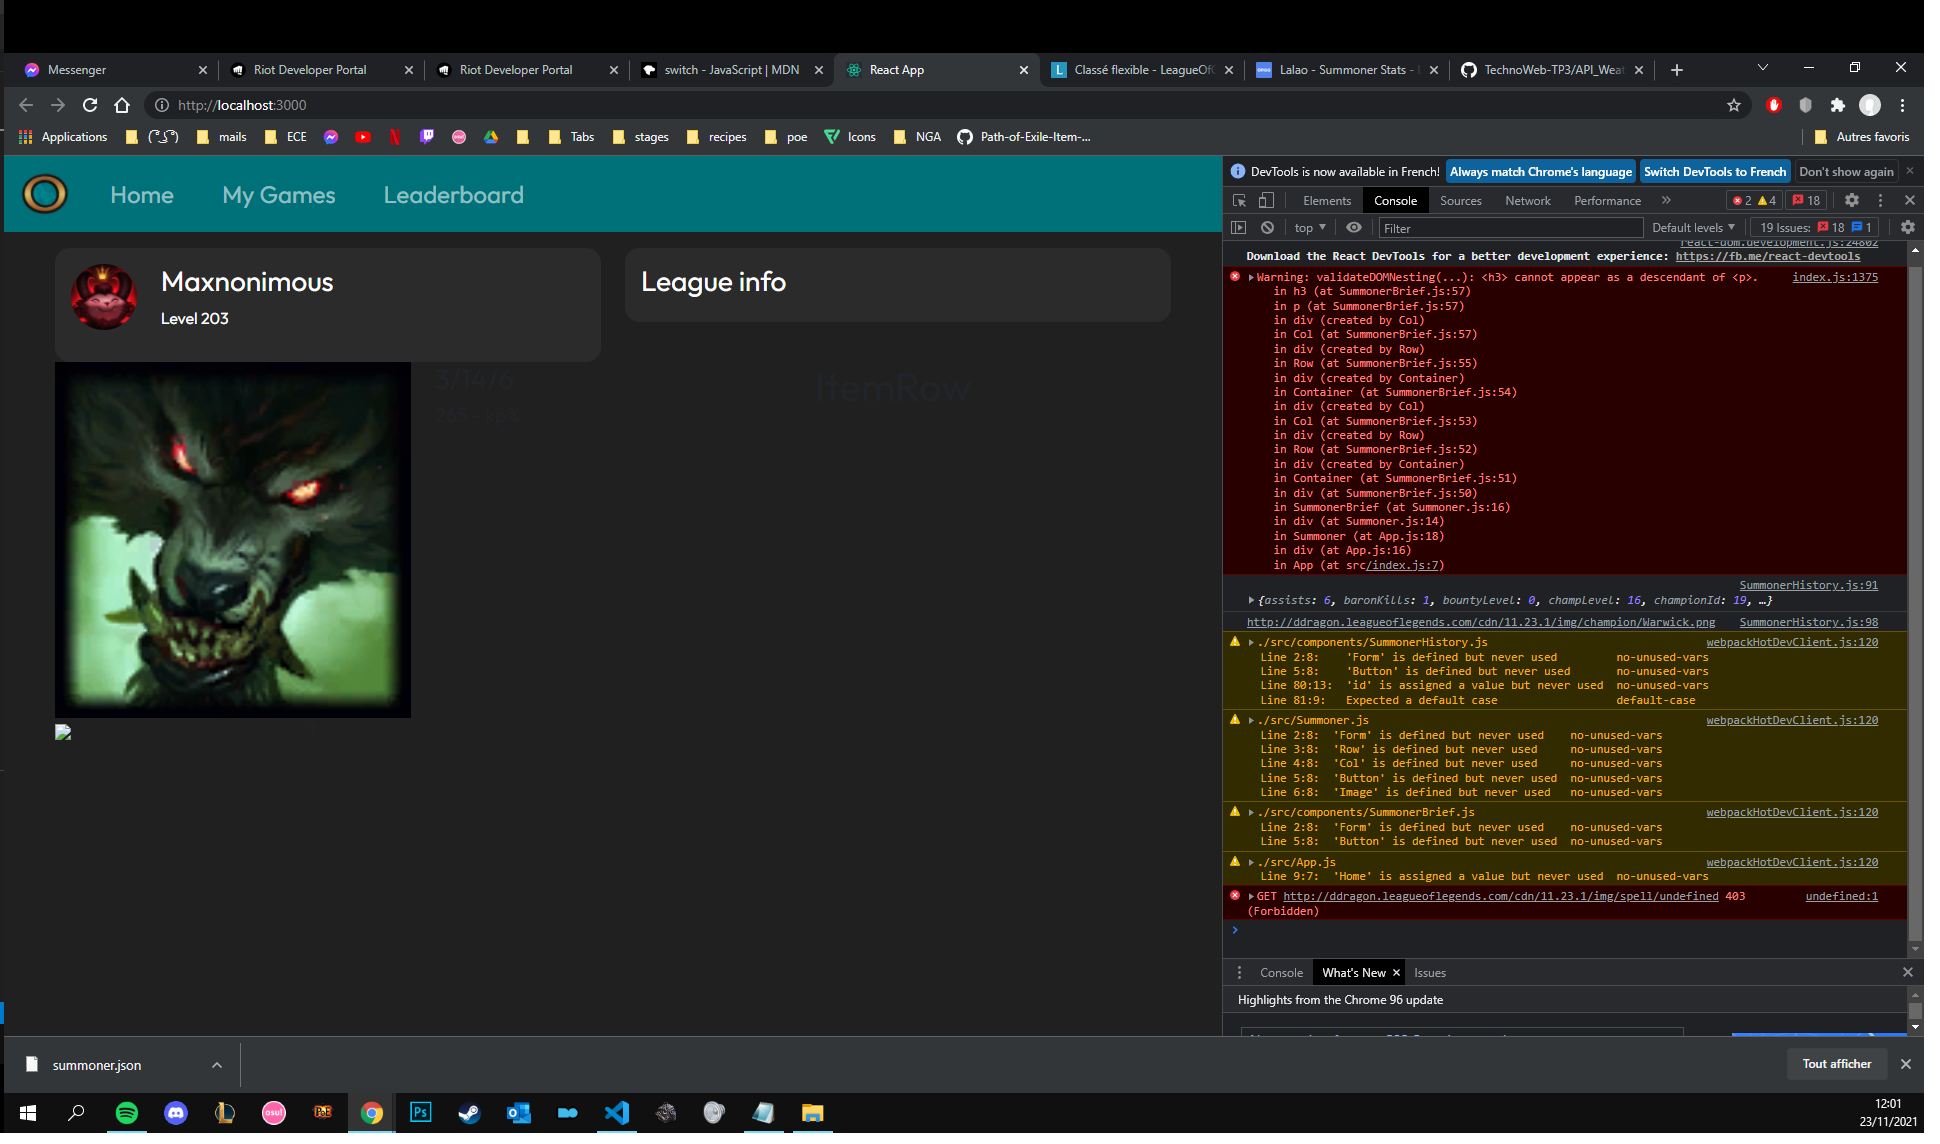 Messenger
Riot Developer Portal
Riot Developer Portal
switch - JavaScript | MDN
React App
Classé flexible - LeagueOfG
Lalao - Summoner Stats -
TechnoWeb-TP3/API_Weat
http://localhost:3000
Applications
mails
ECE
Tabs
stages
recipes
poe
Icons
NGA
Path-of-Exile-Item-...
Autres favoris
Home
My Games
Leaderboard
Maxnonimous
Level 203
League info
3/14/6
265 - kp%
ItemRow
DevTools is now available in French!
Always match Chrome's language
Switch DevTools to French
Don't show again
Elements
Console
Sources
Network
Performance
2
4
18
top
Filter
Default levels
19 Issues:
18
1
react-dom.development.js:24802
Download the React DevTools for a better development experience: https://fb.me/react-devtools
Warning: validateDOMNesting(...): <h3> cannot appear as a descendant of <p>. index.js:1375
in h3 (at SummonerBrief.js:57)
in p (at SummonerBrief.js:57)
in div (created by Col)
in Col (at SummonerBrief.js:57)
in div (created by Row)
in Row (at SummonerBrief.js:55)
in div (created by Container)
in Container (at SummonerBrief.js:54)
in div (created by Col)
in Col (at SummonerBrief.js:53)
in div (created by Row)
in Row (at SummonerBrief.js:52)
in div (created by Container)
in Container (at SummonerBrief.js:51)
in div (at SummonerBrief.js:50)
in SummonerBrief (at Summoner.js:16)
in div (at Summoner.js:14)
in Summoner (at App.js:18)
in div (at App.js:16)
in App (at src/index.js:7)
SummonerHistory.js:91
{assists: 6, baronKills: 1, bountyLevel: 0, champLevel: 16, championId: 19, …}
http://ddragon.leagueoflegends.com/cdn/11.23.1/img/champion/Warwick.png SummonerHistory.js:98
./src/components/SummonerHistory.js webpackHotDevClient.js:120
Line 2:8: 'Form' is defined but never used no-unused-vars
Line 5:8: 'Button' is defined but never used no-unused-vars
Line 80:13: 'id' is assigned a value but never used no-unused-vars
Line 81:9: Expected a default case default-case
./src/Summoner.js webpackHotDevClient.js:120
Line 2:8: 'Form' is defined but never used no-unused-vars
Line 3:8: 'Row' is defined but never used no-unused-vars
Line 4:8: 'Col' is defined but never used no-unused-vars
Line 5:8: 'Button' is defined but never used no-unused-vars
Line 6:8: 'Image' is defined but never used no-unused-vars
./src/components/SummonerBrief.js webpackHotDevClient.js:120
Line 2:8: 'Form' is defined but never used no-unused-vars
Line 5:8: 'Button' is defined but never used no-unused-vars
./src/App.js webpackHotDevClient.js:120
Line 9:7: 'Home' is assigned a value but never used no-unused-vars
GET http://ddragon.leagueoflegends.com/cdn/11.23.1/img/spell/undefined 403 undefined:1
(Forbidden)
Console
What's New
Issues
Highlights from the Chrome 96 update
summoner.json
Tout afficher
12:01
23/11/2021